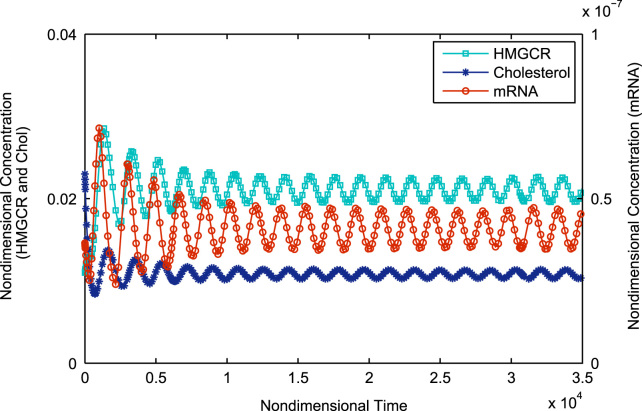 x 10⁻⁷
0.04
1
HMGCR
Cholesterol
mRNA
Nondimensional Concentration
(HMGCR and Chol)
0.02
0.5
Nondimensional Concentration (mRNA)
0
0
0
0.5
1
1.5
2
2.5
3
3.5
x 10⁴
Nondimensional Time